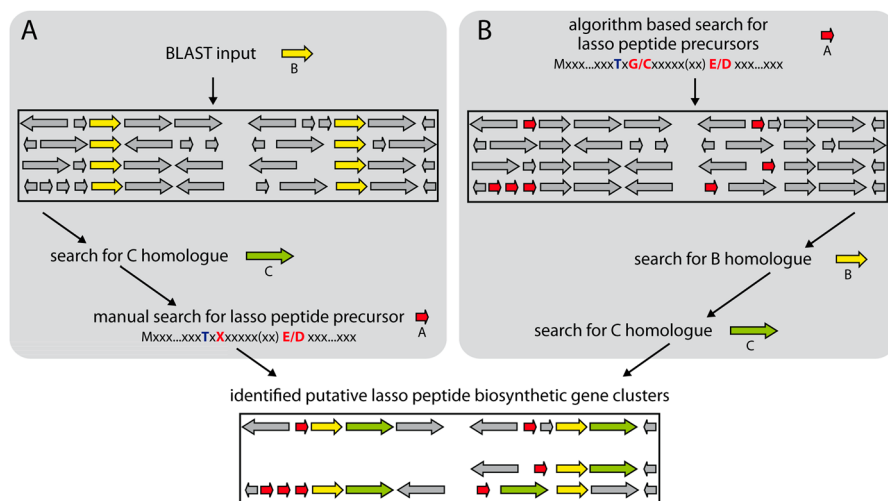 A
BLAST input
B
search for C homologue
C
manual search for lasso peptide precursor
A
Mxxx...xxxTxXxxxxx(xx) E/D xxx...xxx
B
algorithm based search for
lasso peptide precursors
A
Mxxx...xxxTxG/Cxxxxx(xx) E/D xxx...xxx
search for B homologue
B
search for C homologue
C
identified putative lasso peptide biosynthetic gene clusters